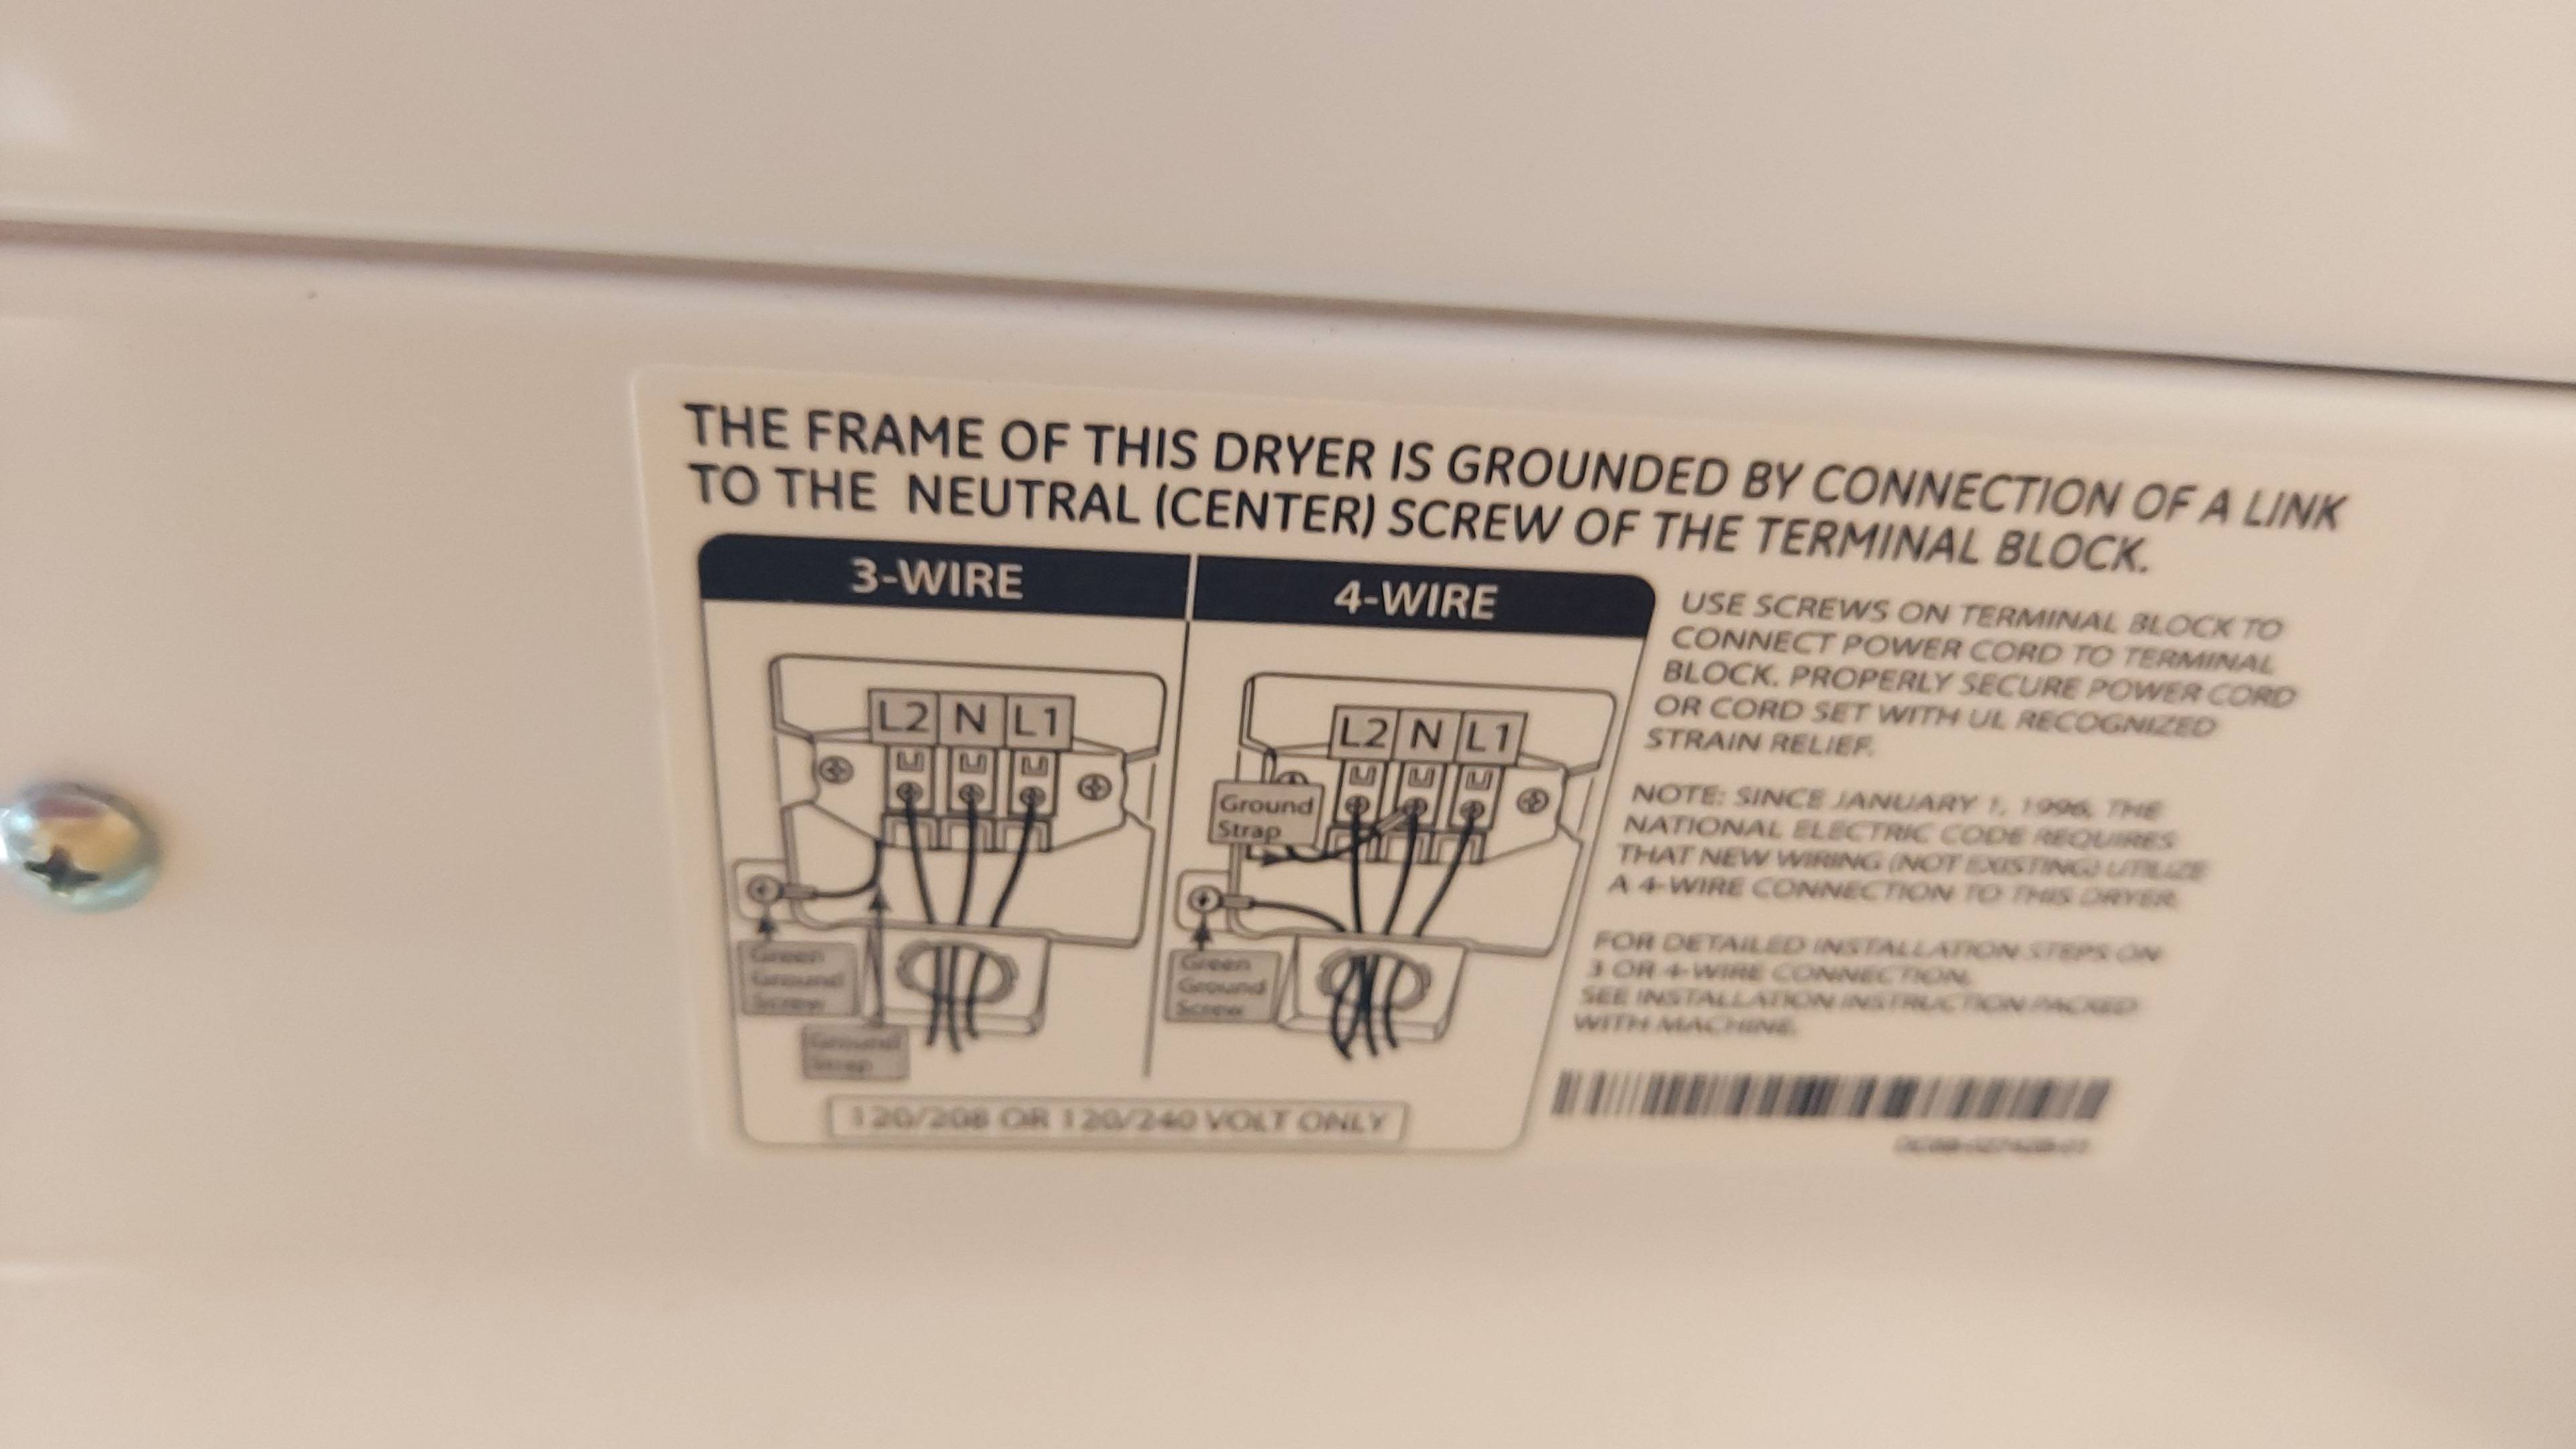 THE FRAME OF THIS DRYER IS GROUNDED BY CONNECTION OF A LINK
TO THE NEUTRAL (CENTER) SCREW OF THE TERMINAL BLOCK.
3-WIRE
4-WIRE
L2 N L1
Green
Ground
Screw
Ground
Strap
L2 N L1
Ground
Strap
Green
Ground
Screw
120/208 OR 120/240 VOLT ONLY
USE SCREWS ON TERMINAL BLOCK TO
CONNECT POWER CORD TO TERMINAL
BLOCK. PROPERLY SECURE POWER CORD
OR CORD SET WITH UL RECOGNIZED
STRAIN RELIEF.
NOTE: SINCE JANUARY 1, 1996, THE
NATIONAL ELECTRIC CODE REQUIRES
THAT NEW WIRING (NOT EXISTING) UTILIZE
A 4-WIRE CONNECTION TO THIS DRYER.
FOR DETAILED INSTALLATION STEPS ON
3 OR 4-WIRE CONNECTION,
SEE INSTALLATION INSTRUCTION PACKED
WITH MACHINE.